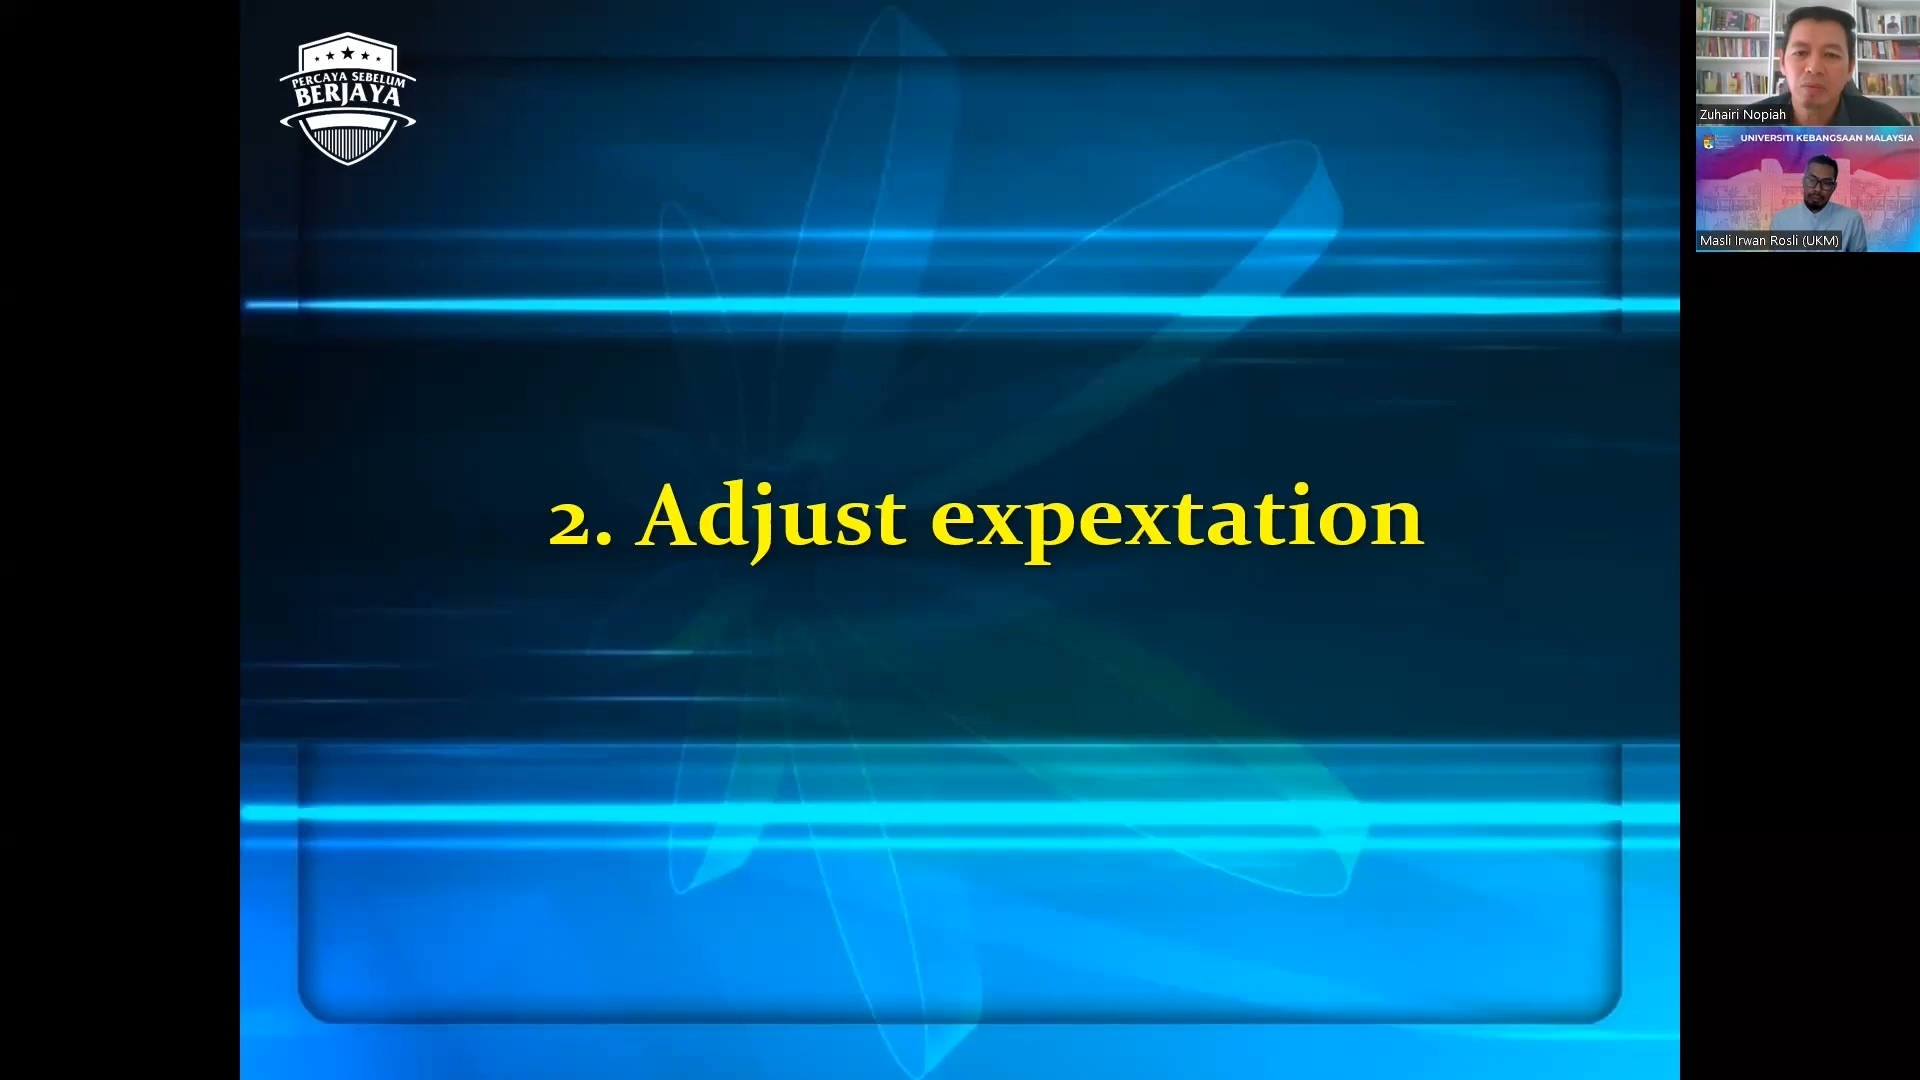 PERCAYA SEBELUM
BERJAYA
2. Adjust expextation
Zuhairi Nopiah
UNIVERSITI KEBANGSAAN MALAYSIA
Masli Irwan Rosli (UKM)